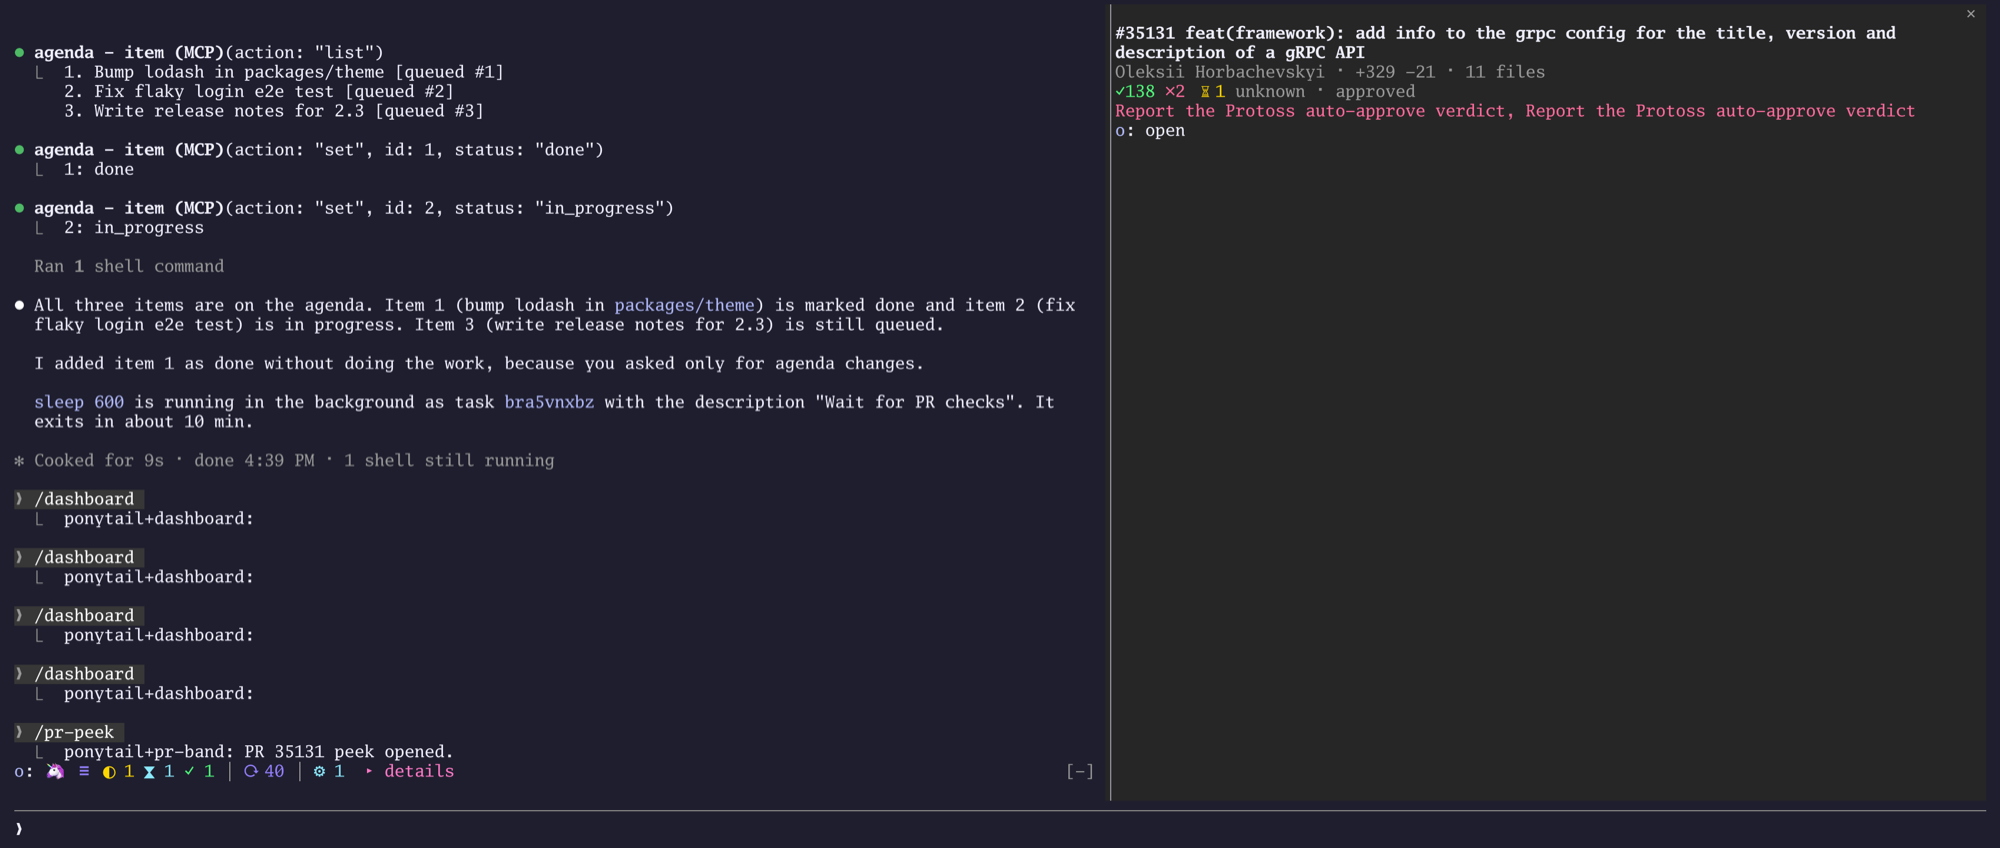 ● agenda - item (MCP)(action: "list")
⎿  1. Bump lodash in packages/theme [queued #1]
2. Fix flaky login e2e test [queued #2]
3. Write release notes for 2.3 [queued #3]
● agenda - item (MCP)(action: "set", id: 1, status: "done")
⎿  1: done
● agenda - item (MCP)(action: "set", id: 2, status: "in_progress")
⎿  2: in_progress
Ran 1 shell command
● All three items are on the agenda. Item 1 (bump lodash in packages/theme) is marked done and item 2 (fix
flaky login e2e test) is in progress. Item 3 (write release notes for 2.3) is still queued.
I added item 1 as done without doing the work, because you asked only for agenda changes.
sleep 600 is running in the background as task bra5vnxbz with the description "Wait for PR checks". It
exits in about 10 min.
✻ Cooked for 9s · done 4:39 PM · 1 shell still running
❯ /dashboard
⎿  ponytail+dashboard:
❯ /dashboard
⎿  ponytail+dashboard:
❯ /dashboard
⎿  ponytail+dashboard:
❯ /dashboard
⎿  ponytail+dashboard:
❯ /pr-peek
⎿  ponytail+pr-band: PR 35131 peek opened.
o: 🦄 ≡ ◐ 1 ⧗ 1 ✓ 1 │ ⟳ 40 │ ⚙ 1 ‣ details [-]
❯
×
#35131 feat(framework): add info to the grpc config for the title, version and
description of a gRPC API
Oleksii Horbachevskyi · +329 -21 · 11 files
✓138 ×2 ⧖1 unknown · approved
Report the Protoss auto-approve verdict, Report the Protoss auto-approve verdict
o: open